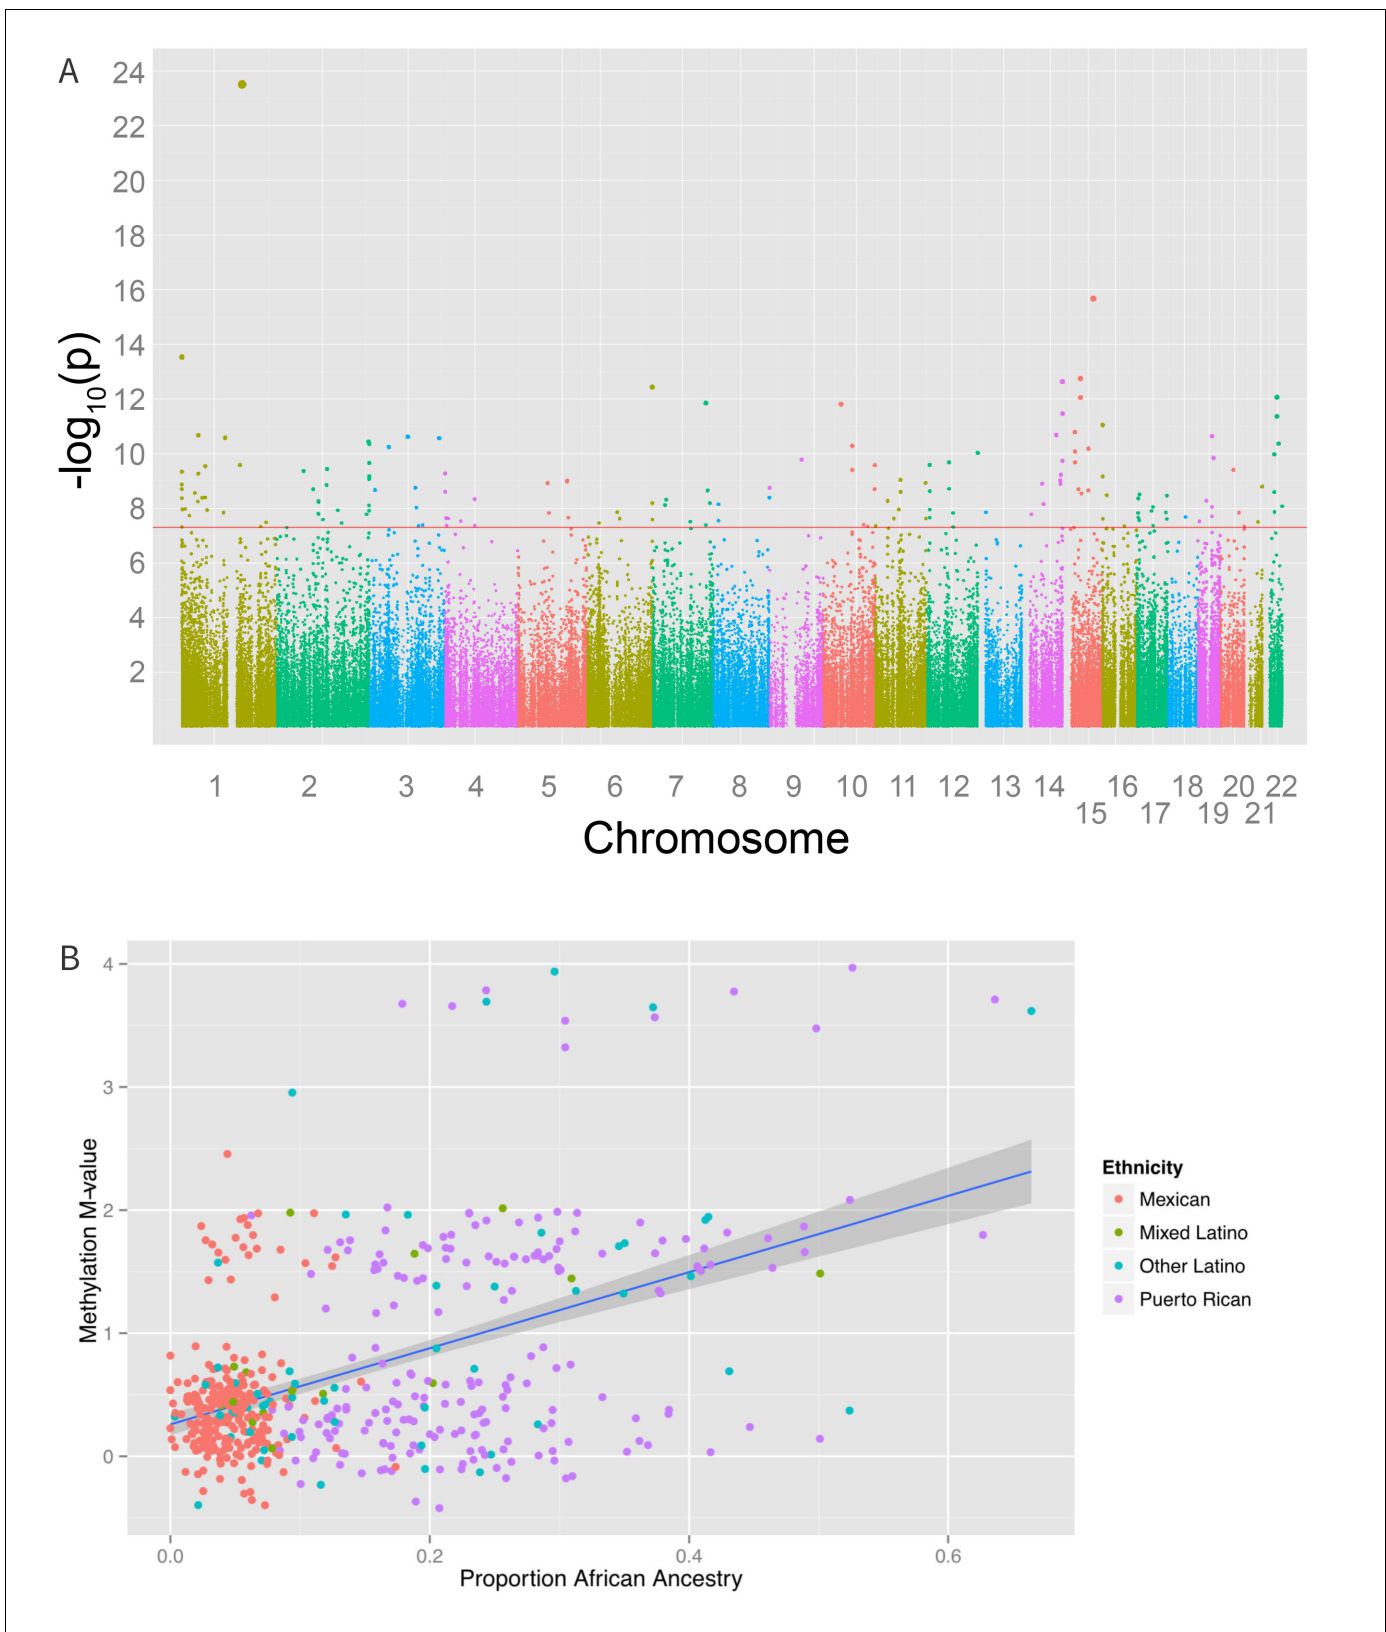 A
24
22
20
18
16
14
12
10
8
6
4
2
-log10(p)
1 2 3 4 5 6 7 8 9 10 11 12 13 14 16 18 20 22
15 17 19 21
Chromosome
B
4
3
2
1
0
Methylation M-value
0.0 0.2 0.4 0.6
Proportion African Ancestry
Ethnicity
Mexican
Mixed Latino
Other Latino
Puerto Rican